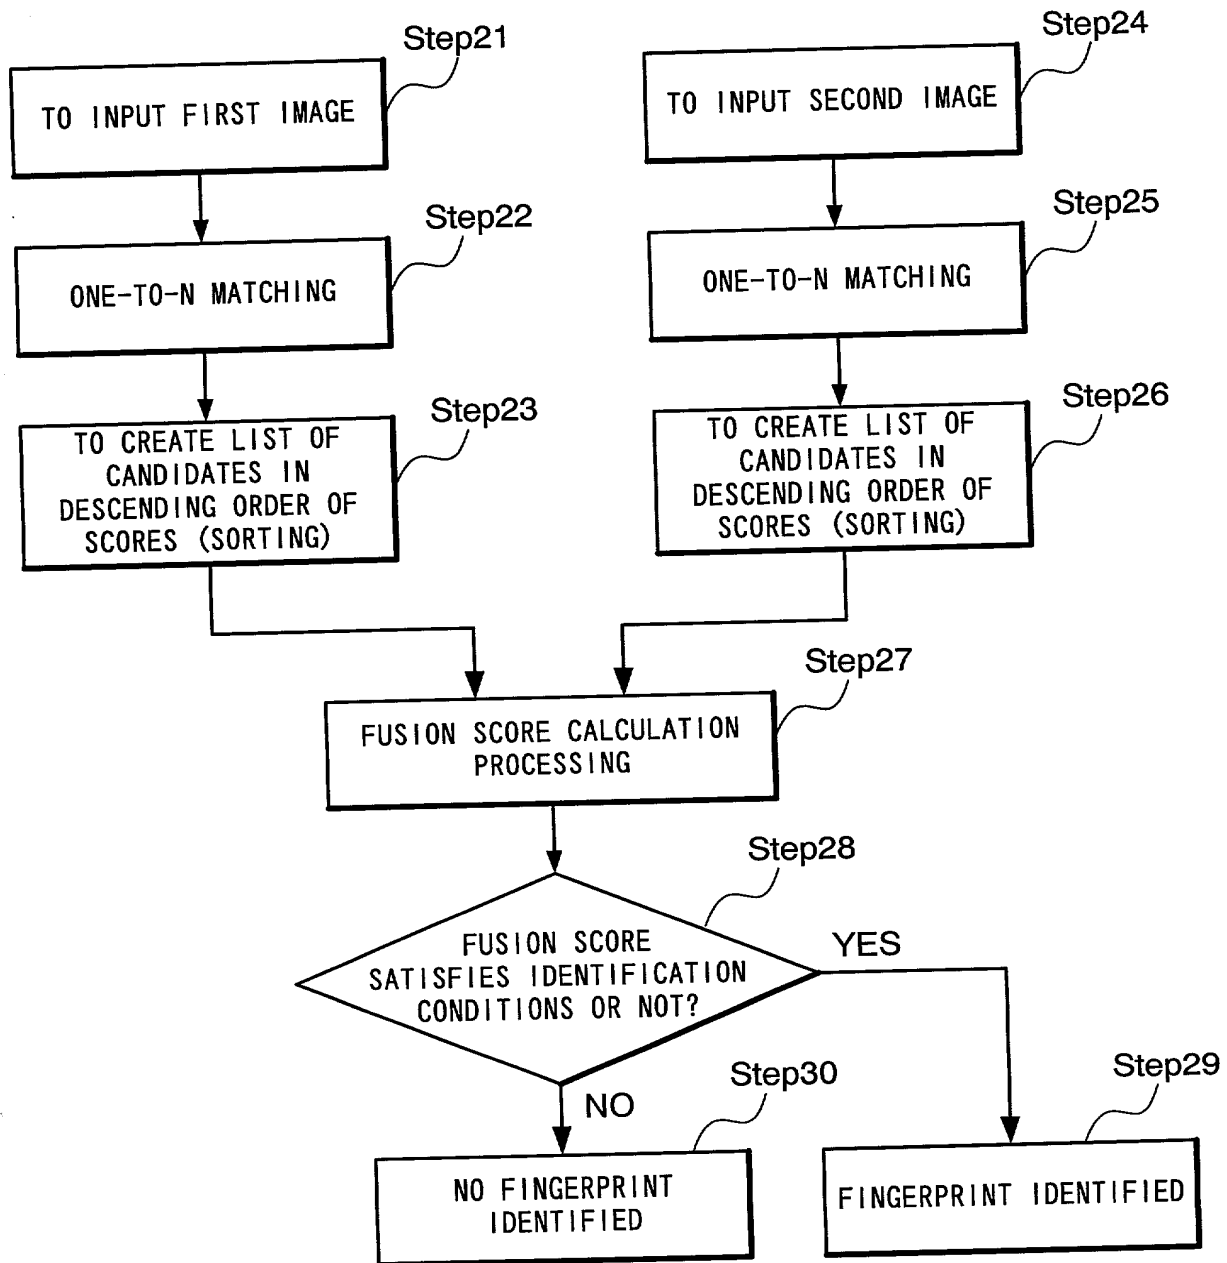 Step21
TO INPUT FIRST IMAGE
Step22
ONE-TO-N MATCHING
Step23
TO CREATE LIST OF
CANDIDATES IN
DESCENDING ORDER OF
SCORES (SORTING)
Step24
TO INPUT SECOND IMAGE
Step25
ONE-TO-N MATCHING
Step26
TO CREATE LIST OF
CANDIDATES IN
DESCENDING ORDER OF
SCORES (SORTING)
Step27
FUSION SCORE CALCULATION
PROCESSING
Step28
FUSION SCORE
SATISFIES IDENTIFICATION
CONDITIONS OR NOT?
YES
NO
Step30
NO FINGERPRINT
IDENTIFIED
Step29
FINGERPRINT IDENTIFIED